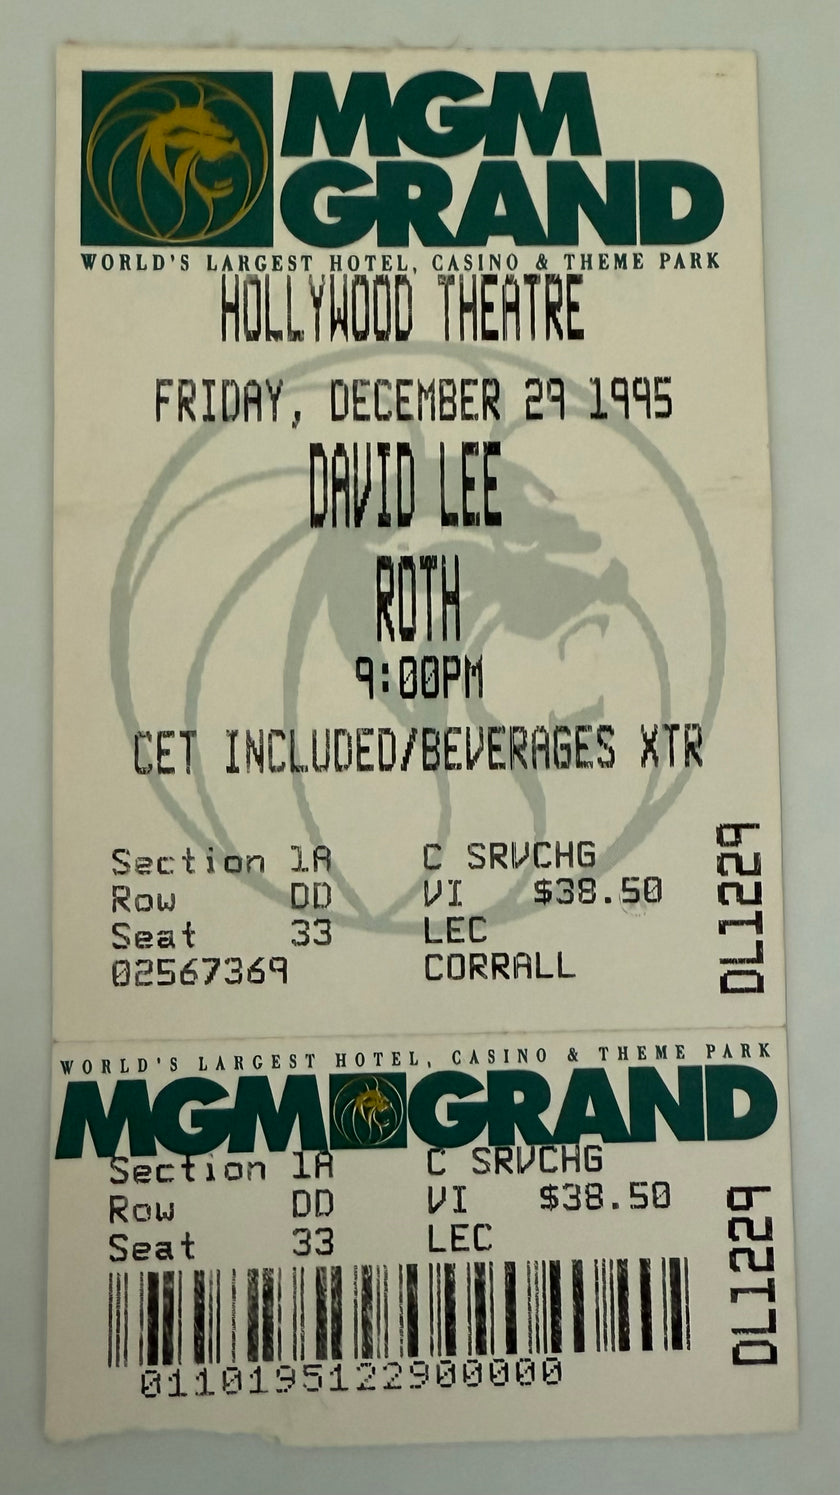 MGM
GRAND
WORLD'S LARGEST HOTEL, CASINO & THEME PARK
HOLLYWOOD THEATRE
FRIDAY, DECEMBER 29 1995
DAVID LEE
ROTH
9:00PM
CET INCLUDED/BEVERAGES XTR
Section 1A C SRVCHG
Row DD VI $38.50
Seat 33 LEC
02567369 CORRALL
DL1229
WORLD'S LARGEST HOTEL, CASINO & THEME PARK
MGM GRAND
Section 1A C SRVCHG
Row DD VI $38.50
Seat 33 LEC
DL1229
0110195122900000